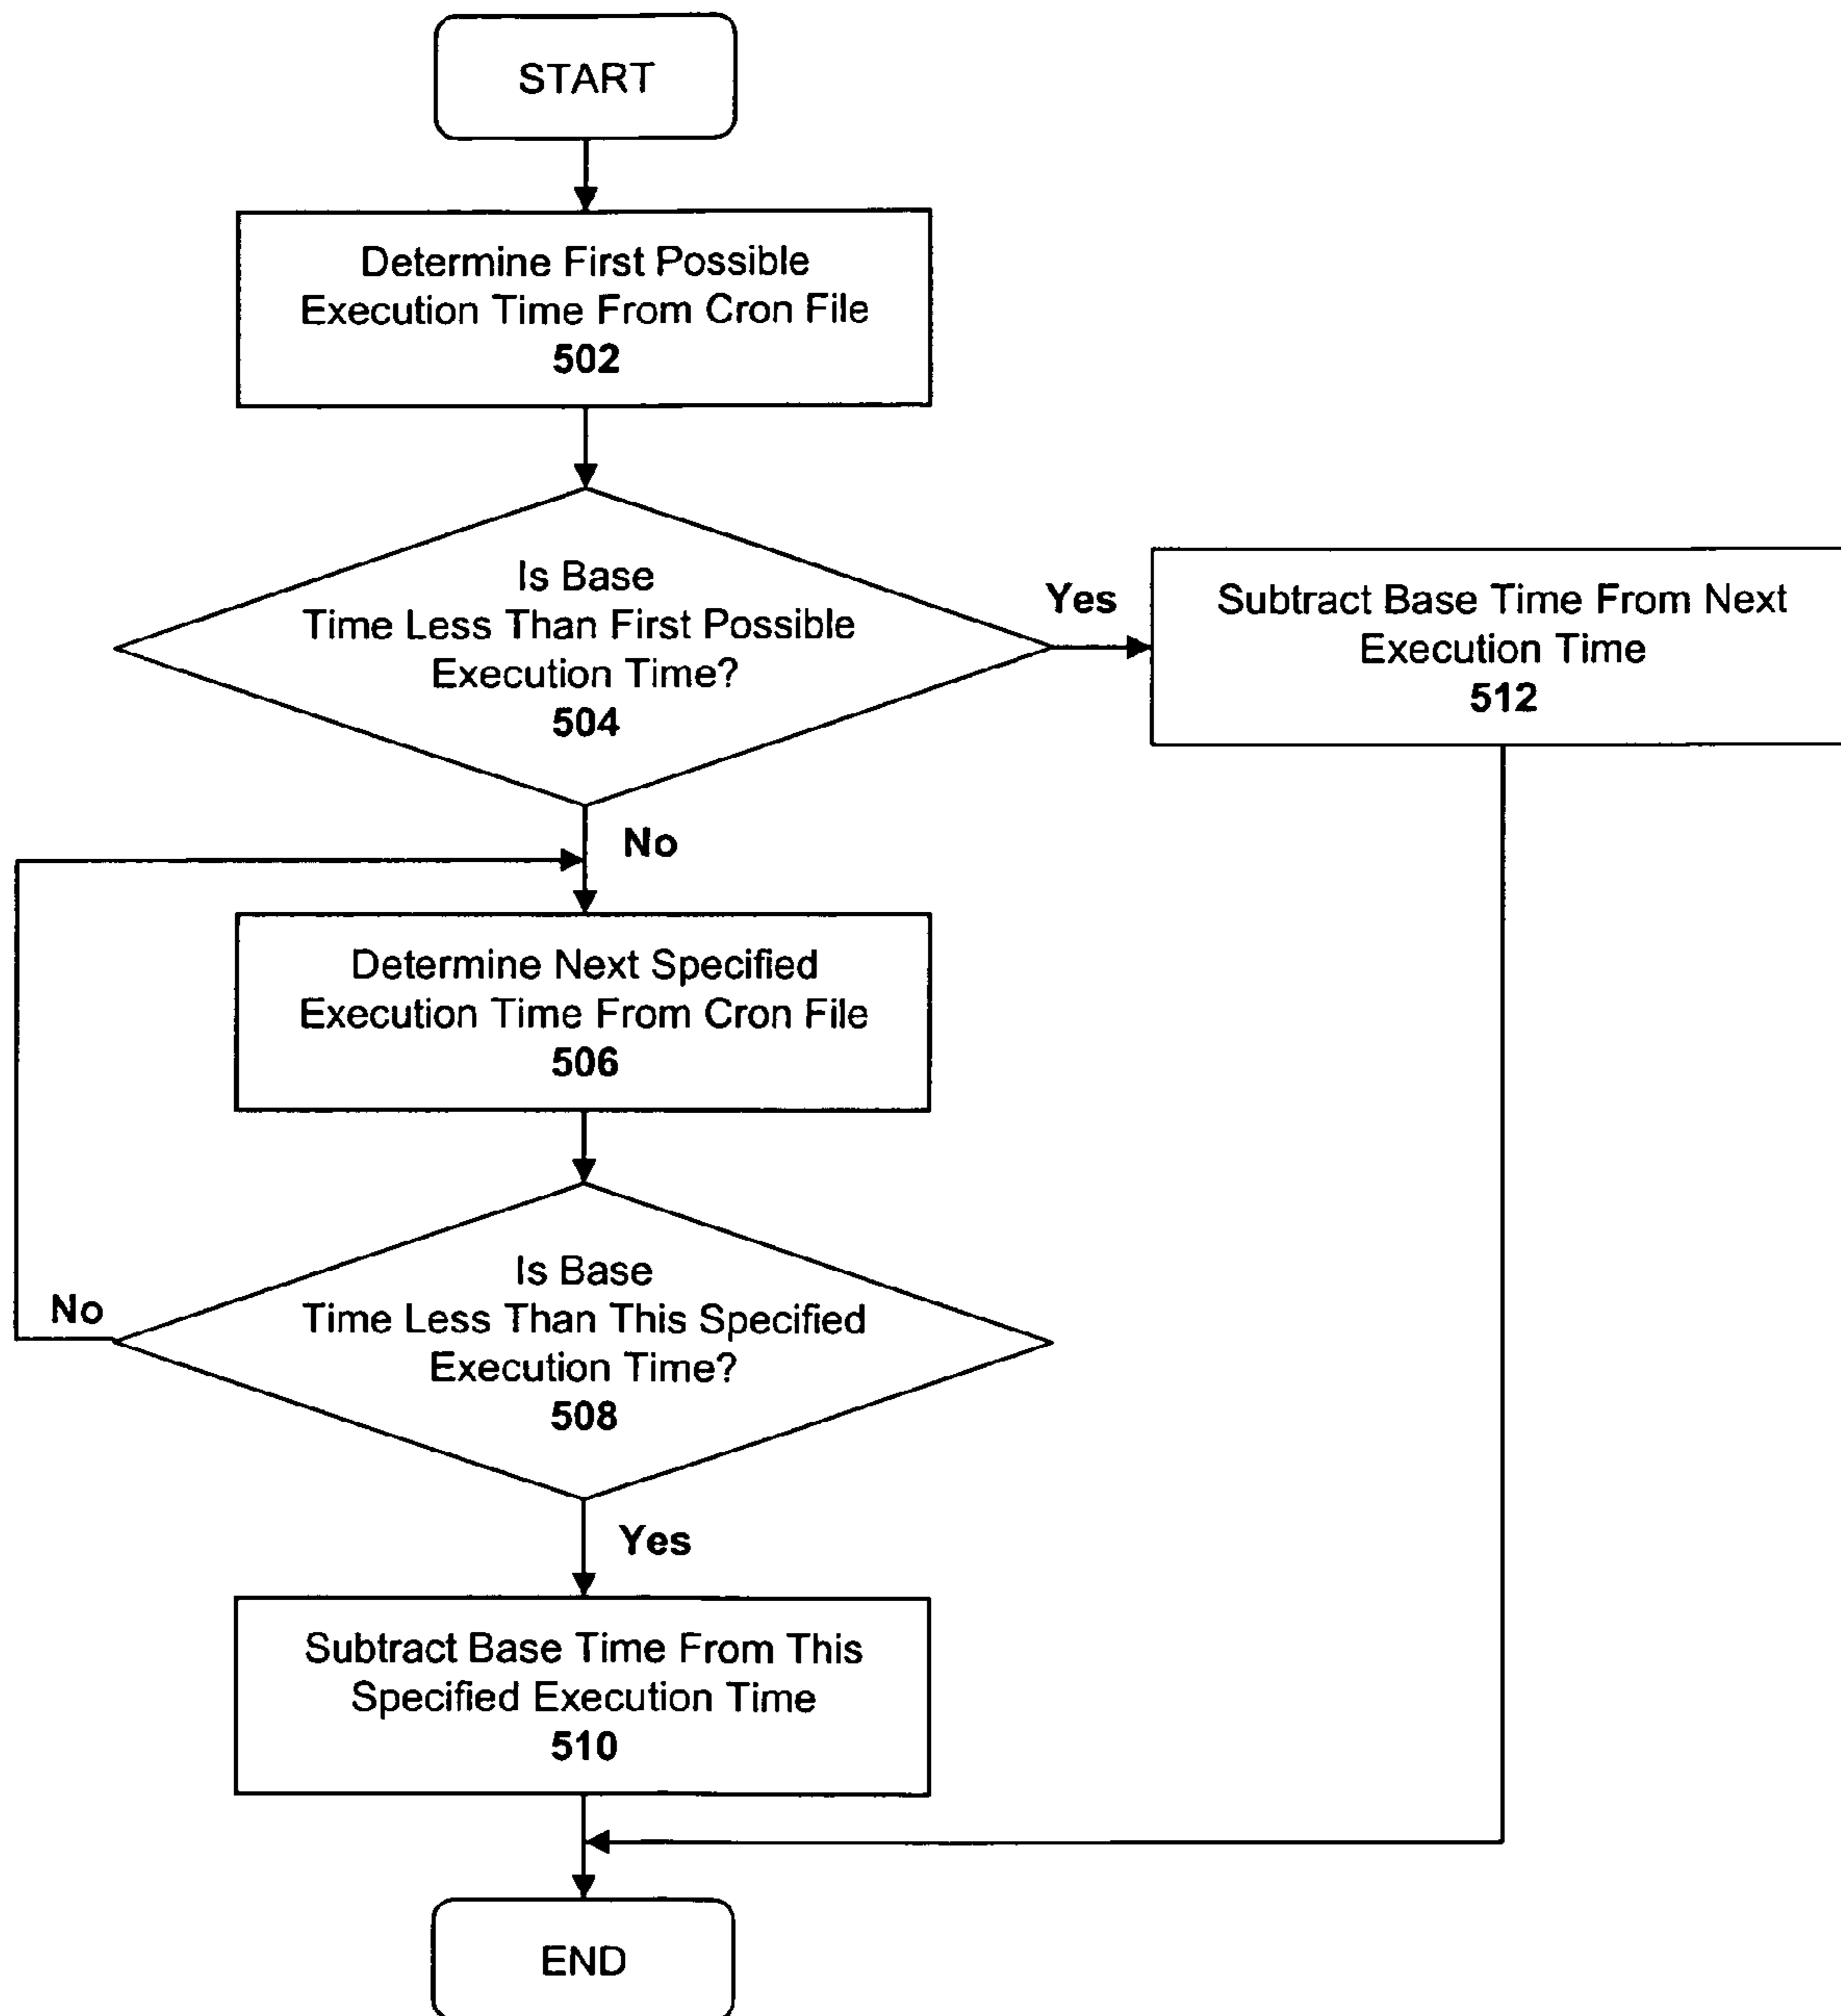 START
Determine First Possible
Execution Time From Cron File
502
Is Base
Time Less Than First Possible
Execution Time?
504
Yes
Subtract Base Time From Next
Execution Time
512
No
Determine Next Specified
Execution Time From Cron File
506
Is Base
Time Less Than This Specified
Execution Time?
508
No
Yes
Subtract Base Time From This
Specified Execution Time
510
END